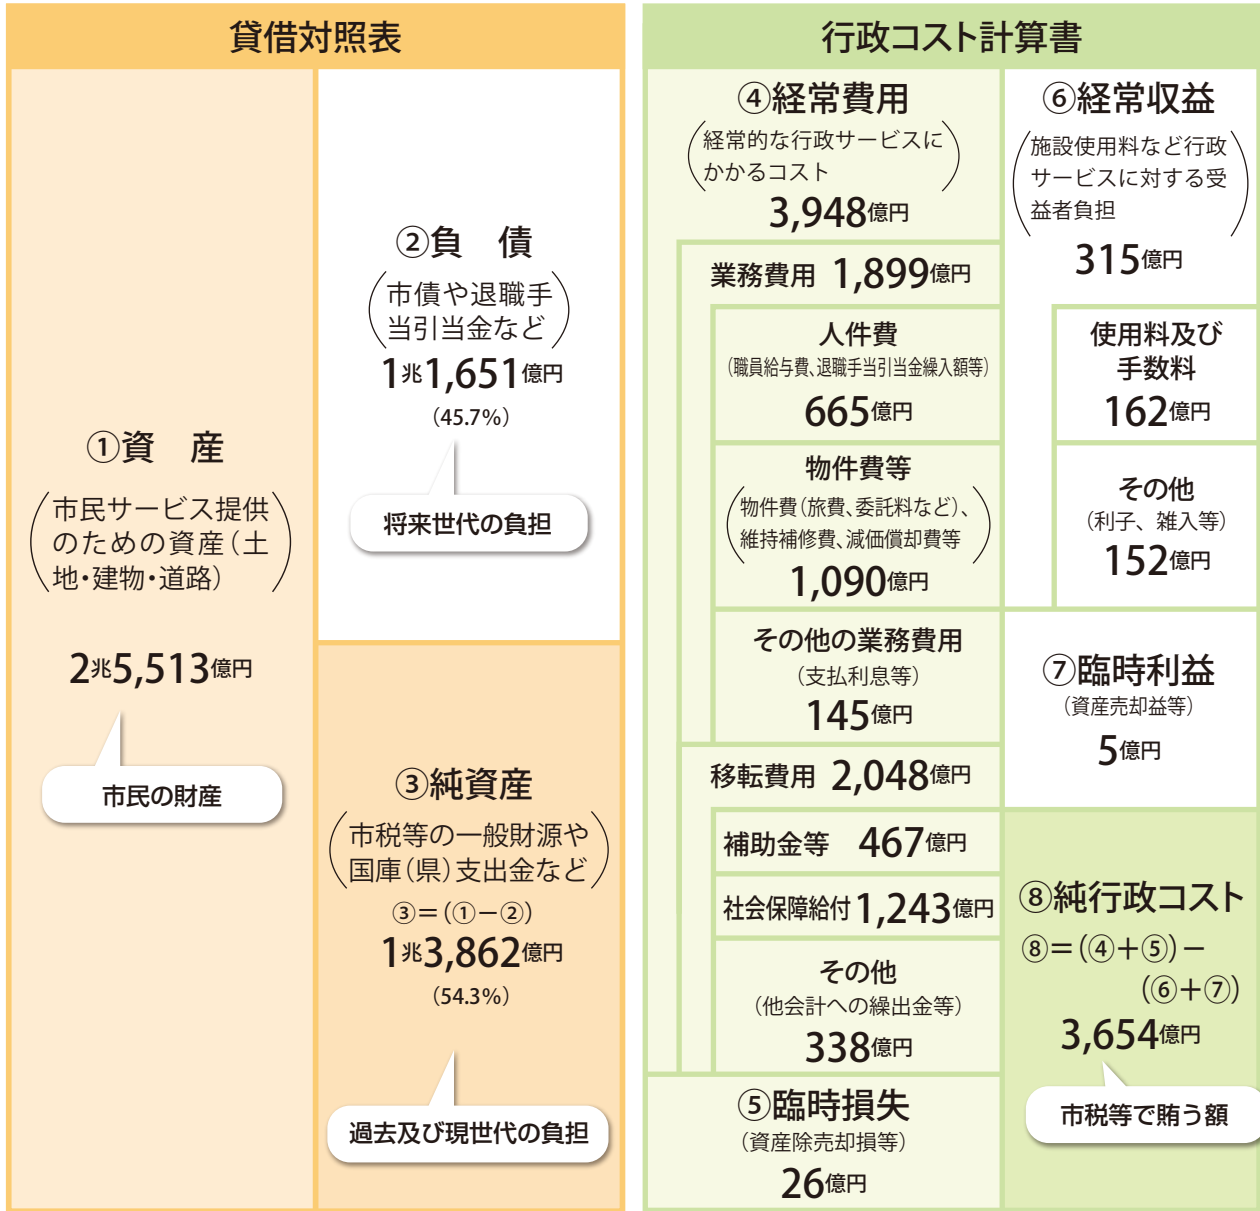 貸借対照表
①資　産
市民サービス提供
のための資産（土
地・建物・道路）
2兆5,513億円
市民の財産
②負　債
市債や退職手
当引当金など
1兆1,651億円
（45.7%）
将来世代の負担
③純資産
市税等の一般財源や
国庫（県）支出金など
③＝（①－②）
1兆3,862億円
（54.3%）
過去及び現世代の負担
行政コスト計算書
④経常費用
経常的な行政サービスに
かかるコスト
3,948億円
業務費用 1,899億円
人件費
（職員給与費、退職手当引当金繰入額等）
665億円
物件費等
物件費（旅費、委託料など）、
維持補修費、減価償却費等
1,090億円
その他の業務費用
（支払利息等）
145億円
移転費用 2,048億円
補助金等 467億円
社会保障給付 1,243億円
その他
（他会計への繰出金等）
338億円
⑤臨時損失
（資産除売却損等）
26億円
⑥経常収益
施設使用料など行政
サービスに対する受
益者負担
315億円
使用料及び
手数料
162億円
その他
（利子、雑入等）
152億円
⑦臨時利益
（資産売却益等）
5億円
⑧純行政コスト
⑧＝（④＋⑤）－
（⑥＋⑦）
3,654億円
市税等で賄う額